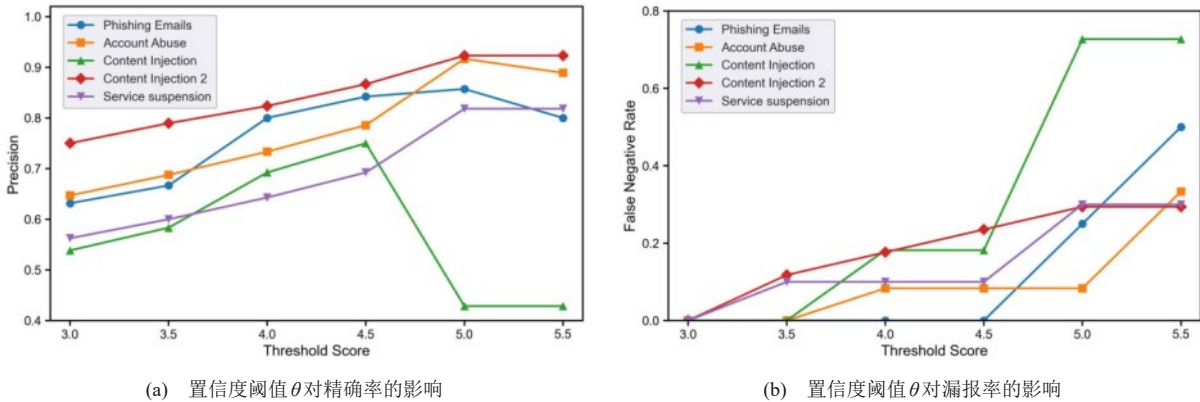 1.0
0.9
0.8
0.7
0.6
0.5
0.4
Precision
Phishing Emails
Account Abuse
Content Injection
Content Injection 2
Service suspension
3.0 3.5 4.0 4.5 5.0 5.5
Threshold Score
(a) 置信度阈值θ对精确率的影响
0.8
0.6
0.4
0.2
0.0
False Negative Rate
Phishing Emails
Account Abuse
Content Injection
Content Injection 2
Service suspension
3.0 3.5 4.0 4.5 5.0 5.5
Threshold Score
(b) 置信度阈值θ对漏报率的影响